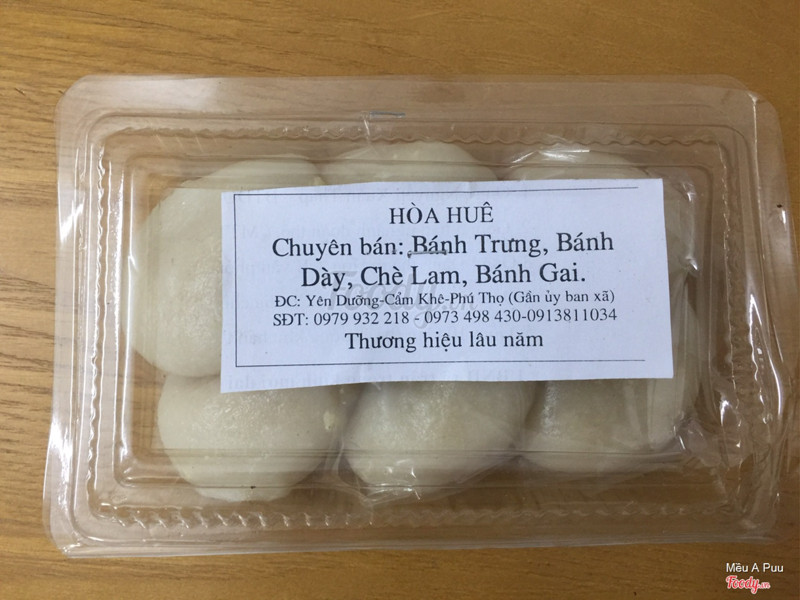 HÒA HUÊ
Chuyên bán: Bánh Trưng, Bánh
Dày, Chè Lam, Bánh Gai.
ĐC: Yên Dưỡng-Cẩm Khê-Phú Thọ (Gần ủy ban xã)
SĐT: 0979 932 218 - 0973 498 430-0913811034
Thương hiệu lâu năm
Foody.vn
Mều A Puu
Foody.vn